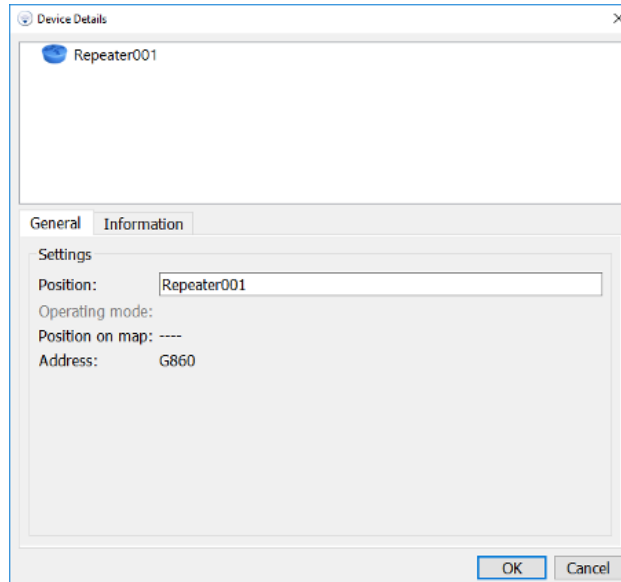 Device Details
Repeater001
General Information
Settings
Position: Repeater001
Operating mode:
Position on map: ----
Address: G860
OK Cancel